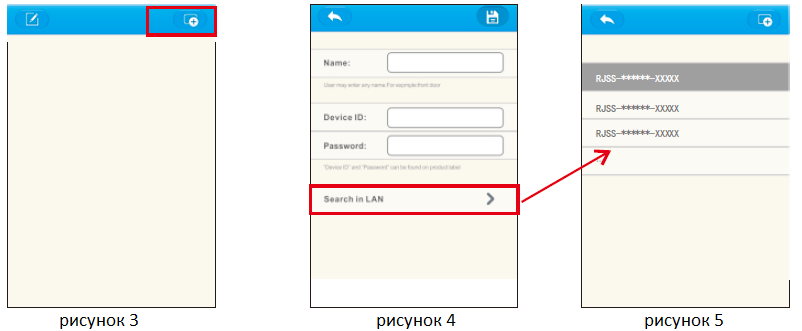 Name:
User may enter any name.For example:front door
Device ID:
Password:
"Device ID" and "Password" can be found on product label
Search in LAN
RJSS-******-XXXXX
RJSS-******-XXXXX
RJSS-******-XXXXX
рисунок 3
рисунок 4
рисунок 5